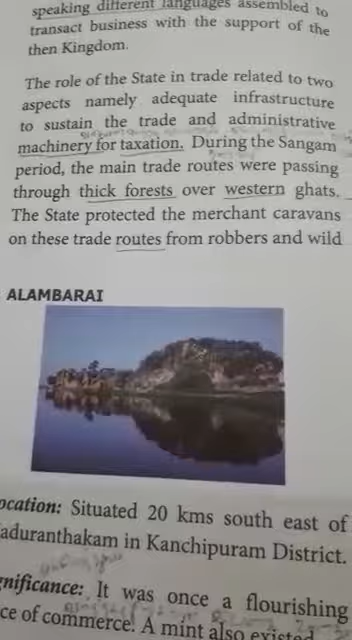 speaking different languages assembled to
transact business with the support of the
then Kingdom.
The role of the State in trade related to two
aspects namely adequate infrastructure
to sustain the trade and administrative
machinery for taxation. During the Sangam
period, the main trade routes were passing
through thick forests over western ghats.
The State protected the merchant caravans
on these trade routes from robbers and wild
ALAMBARAI
ocation: Situated 20 kms south east of
aduranthakam in Kanchipuram District.
gnificance: It was once a flourishing
ce of commerce. A mint also existed